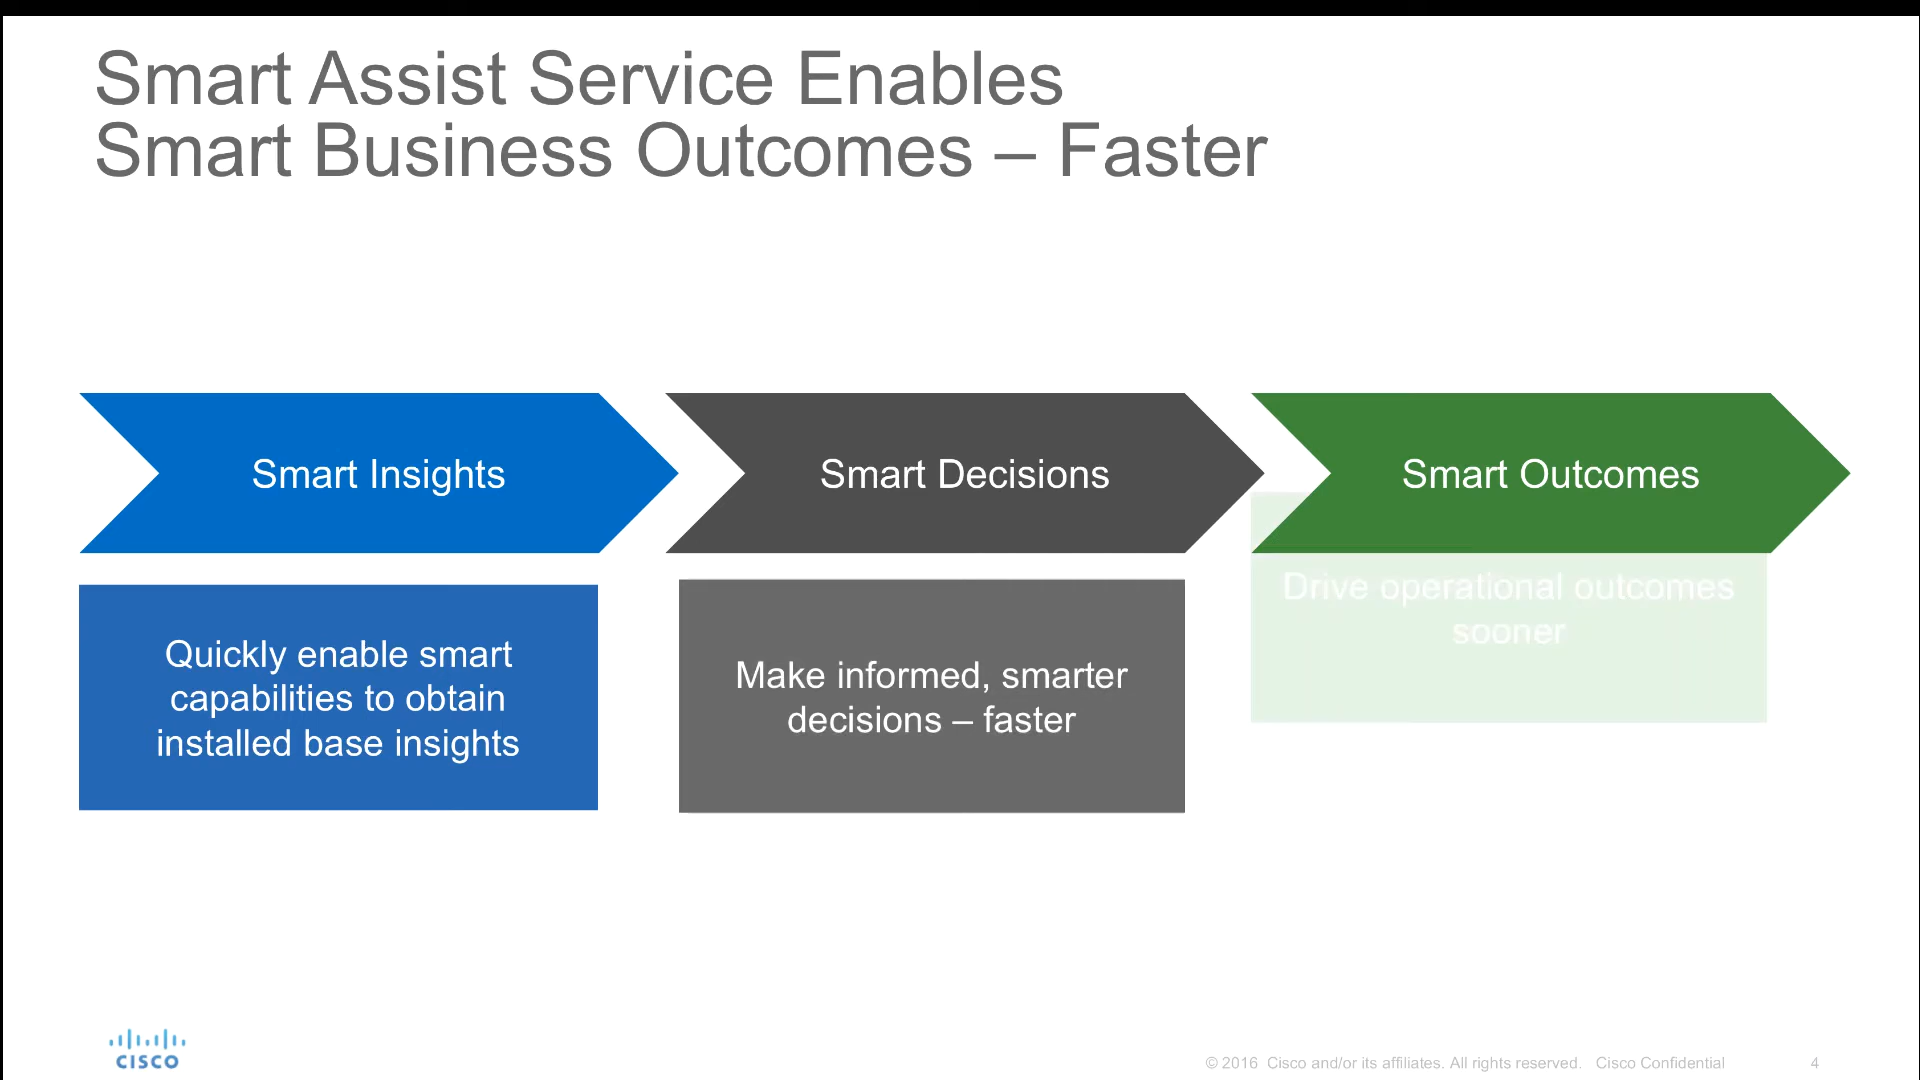 Smart Assist Service Enables
Smart Business Outcomes – Faster
Smart Insights
Smart Decisions
Smart Outcomes
Quickly enable smart
capabilities to obtain
installed base insights
Make informed, smarter
decisions – faster
Drive operational outcomes
sooner
CISCO
© 2016 Cisco and/or its affiliates. All rights reserved. Cisco Confidential
4